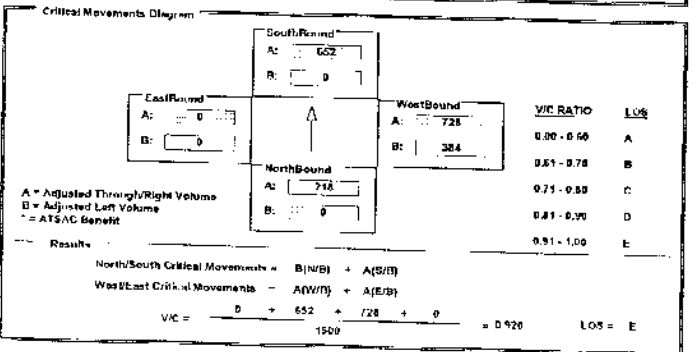 Critical Movements Diagram
SouthBound
A: 652
B: 0
EastBound
A: 0
B: 0
WestBound
A: 728
B: 384
NorthBound
A: 218
B: 0
V/C RATIO LOS
0.00 - 0.60 A
0.61 - 0.70 B
0.71 - 0.80 C
0.81 - 0.90 D
0.91 - 1.00 E
A = Adjusted Through/Right Volume
B = Adjusted Left Volume
* = ATSAC Benefit
Results
North/South Critical Movements = B(N/B) + A(S/B)
West/East Critical Movements = A(W/B) + A(E/B)
V/C = 0 + 652 + 728 + 0 = 0.920 LOS = E
1500